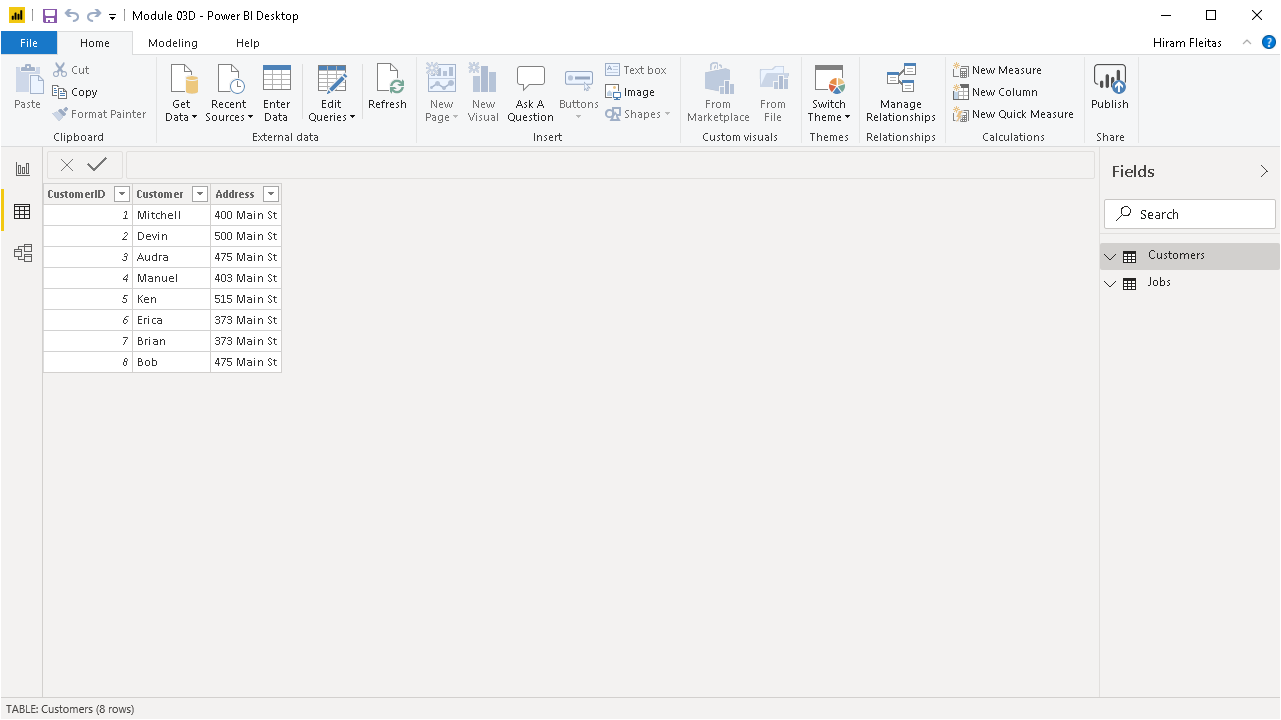 Module 03D - Power BI Desktop
File Home Modeling Help Hiram Fleitas
Paste
Cut
Copy
Format Painter
Clipboard
Get Data
Recent Sources
Enter Data
Edit Queries
Refresh
External data
New Page
New Visual
Ask A Question
Buttons
Text box
Image
Shapes
Insert
From Marketplace
From File
Custom visuals
Switch Theme
Themes
Manage Relationships
Relationships
New Measure
New Column
New Quick Measure
Calculations
Publish
Share
CustomerID Customer Address
1 Mitchell 400 Main St
2 Devin 500 Main St
3 Audra 475 Main St
4 Manuel 403 Main St
5 Ken 515 Main St
6 Erica 373 Main St
7 Brian 373 Main St
8 Bob 475 Main St
Fields
Search
Customers
Jobs
TABLE: Customers (8 rows)